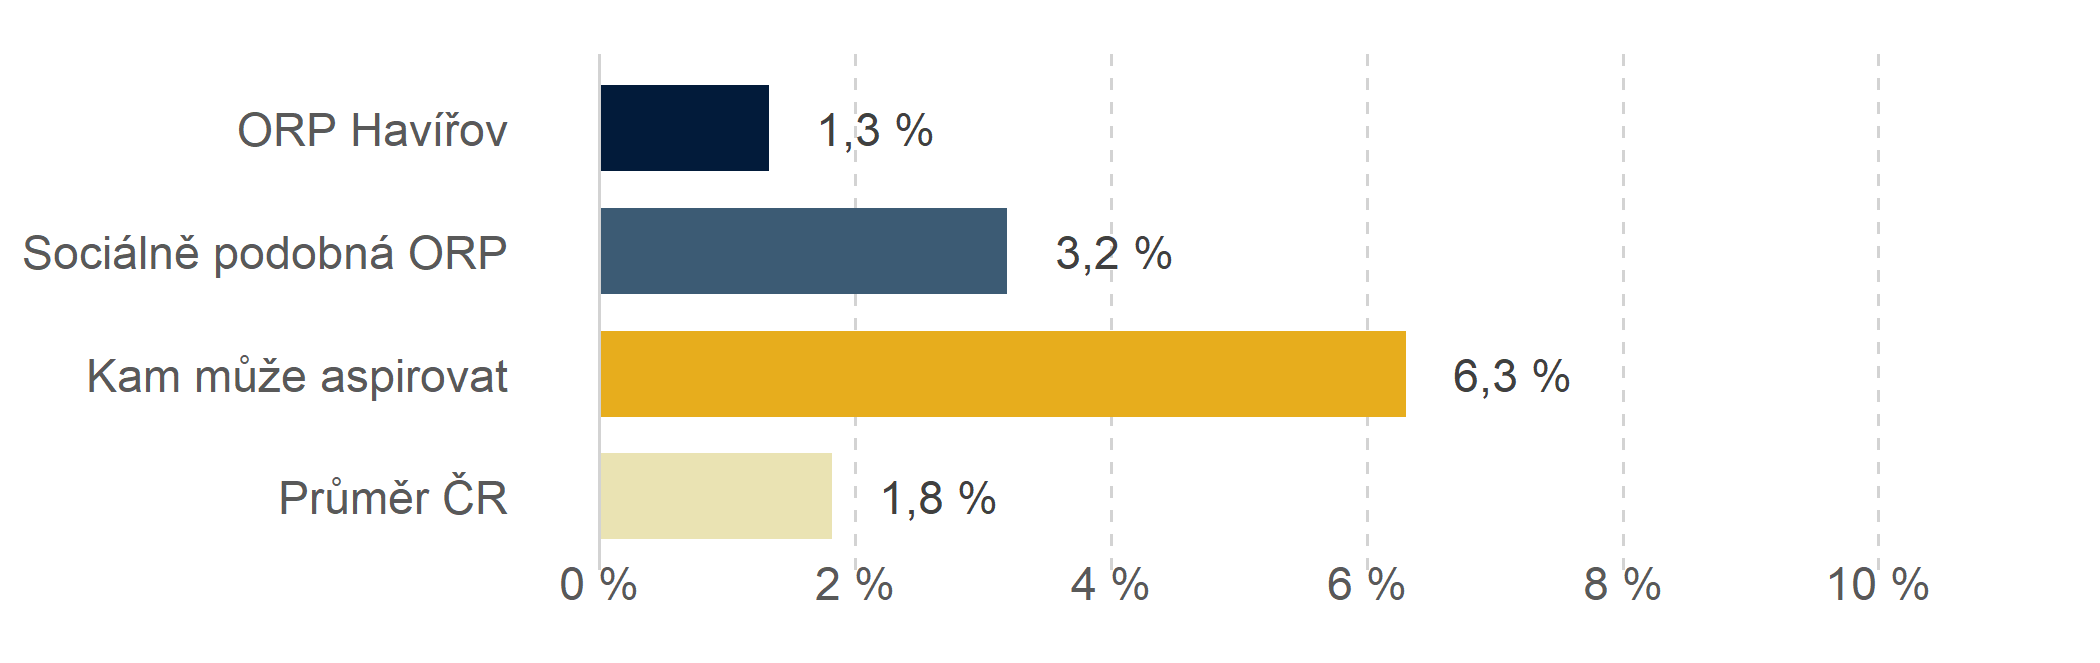 ORP Havířov
1,3 %
Sociálně podobná ORP
3,2 %
Kam může aspirovat
6,3 %
Průměr ČR
1,8 %
0 % 2 % 4 % 6 % 8 % 10 %